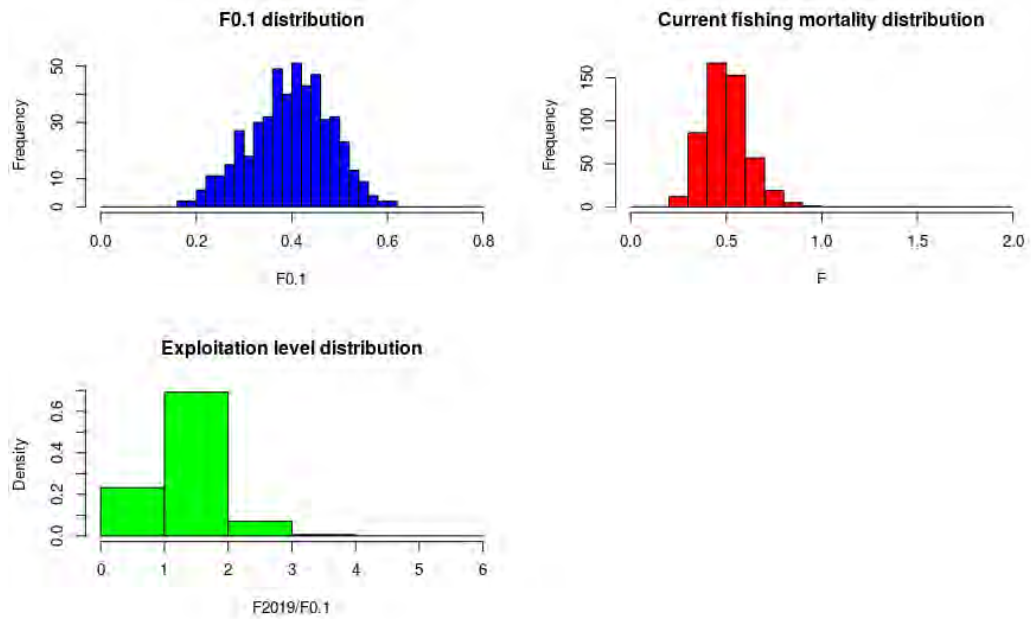 F0.1 distribution
Frequency
10 30 50
0
0.0 0.2 0.4 0.6 0.8
F0.1
Current fishing mortality distribution
Frequency
0 50 100 150
0.0 0.5 1.0 1.5 2.0
F
Exploitation level distribution
Density
0.0 0.2 0.4 0.6
0 1 2 3 4 5 6
F2019/F0.1